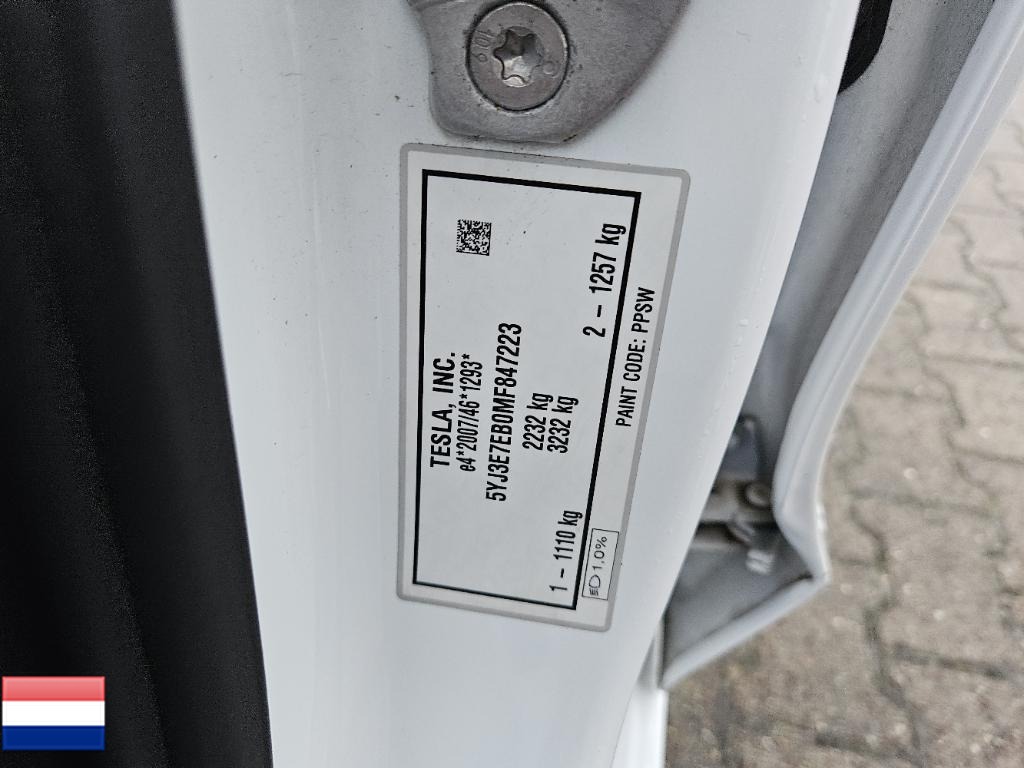 TESLA, INC.
e4*2007/46*1293*
5YJ3E7EB0MF847223
2232 kg
3232 kg
1 – 1110 kg
2 – 1257 kg
1,0%
PAINT CODE: PPSW
10.9